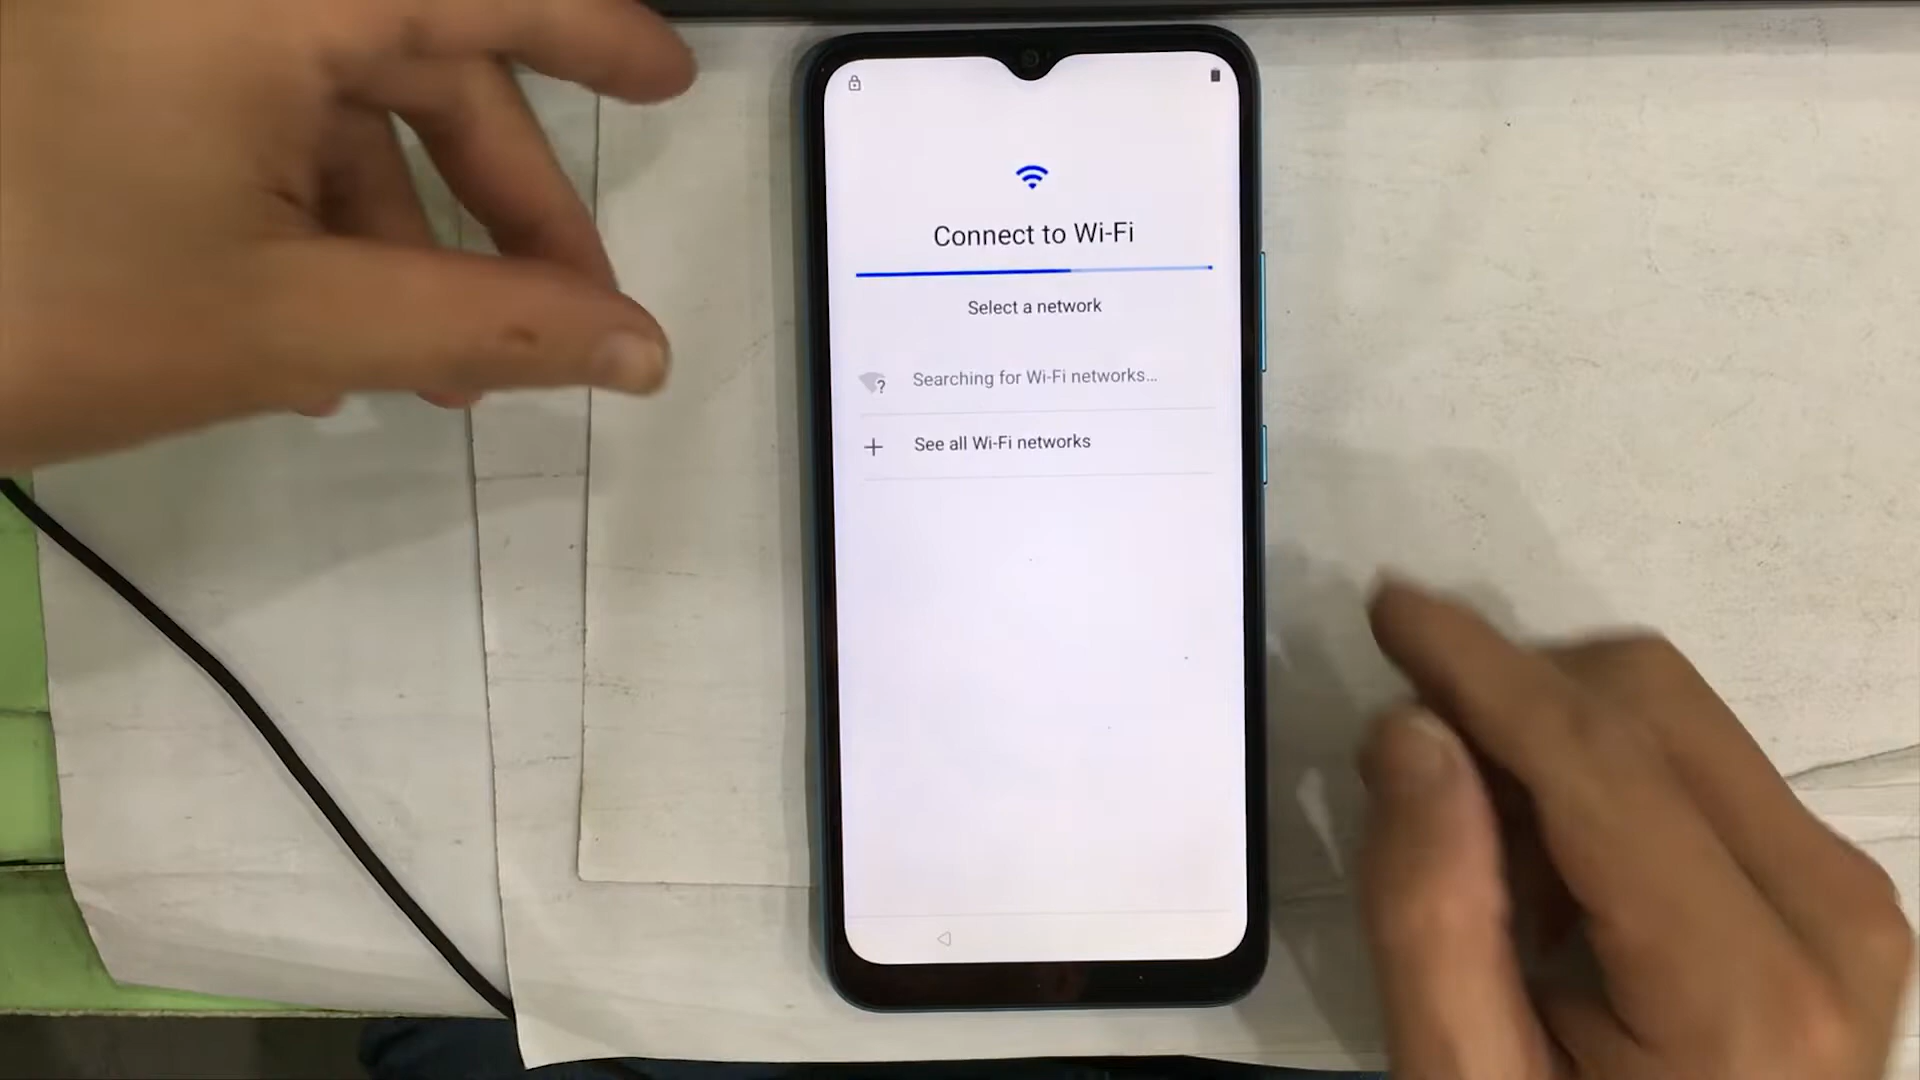 Connect to Wi-Fi
Select a network
Searching for Wi-Fi networks...
See all Wi-Fi networks